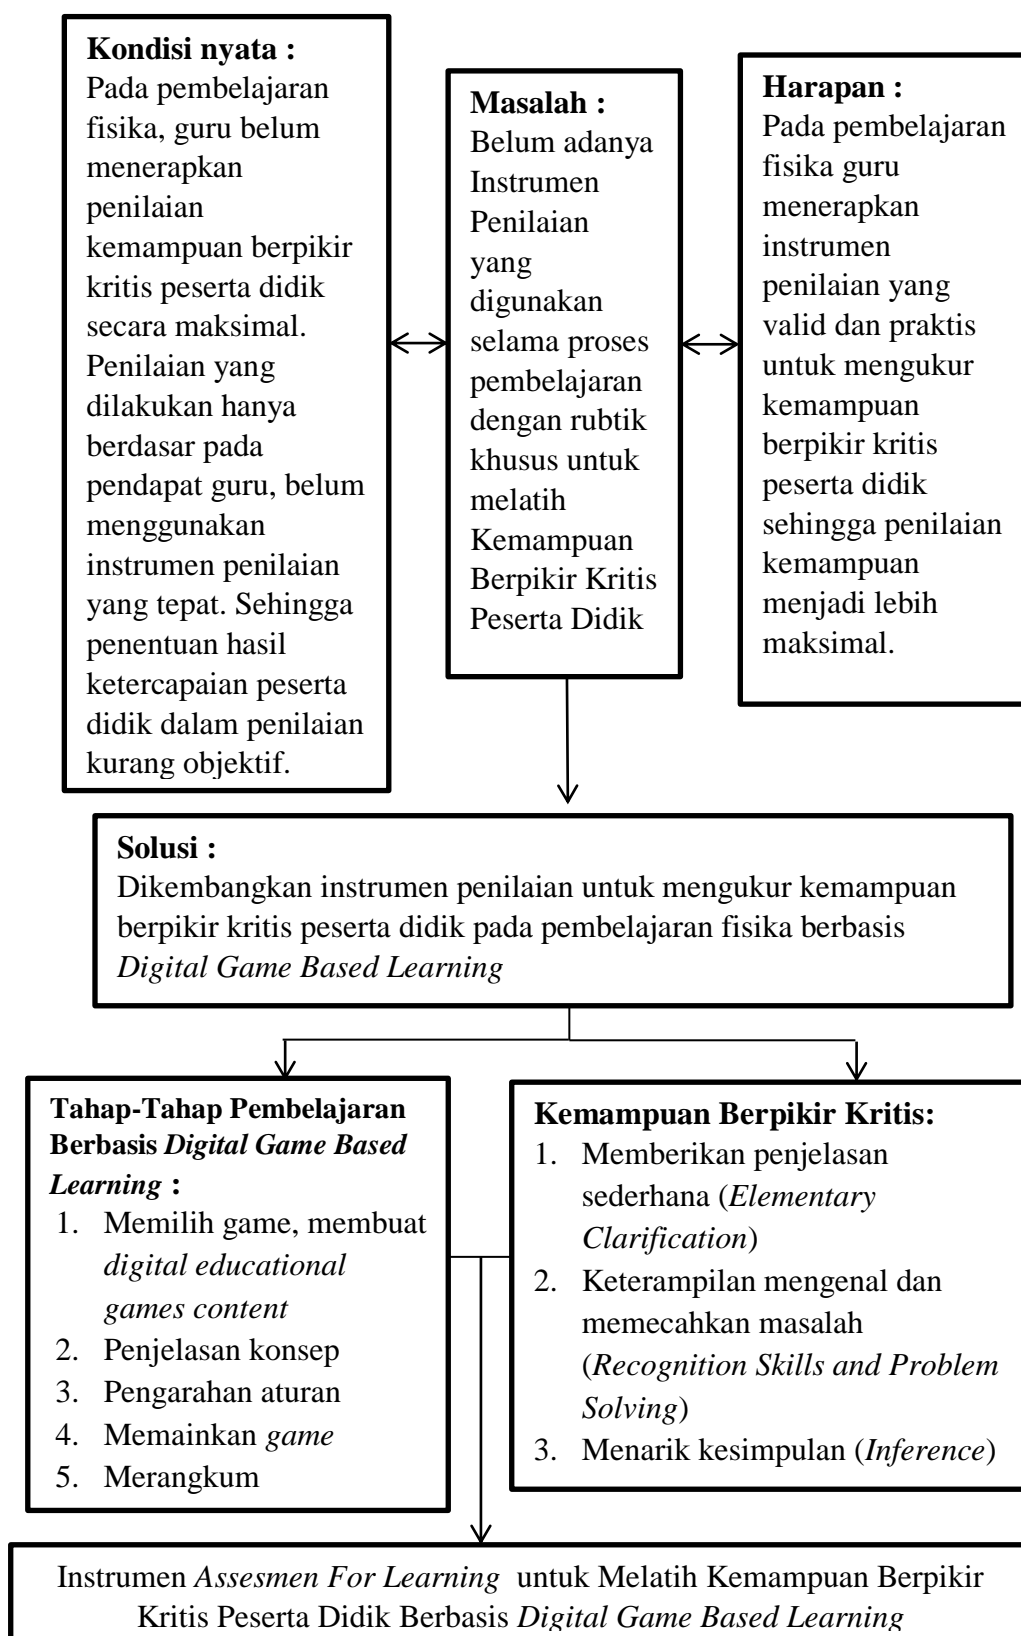 Kondisi nyata :
Pada pembelajaran
fisika, guru belum
menerapkan
penilaian
kemampuan berpikir
kritis peserta didik
secara maksimal.
Penilaian yang
dilakukan hanya
berdasar pada
pendapat guru, belum
menggunakan
instrumen penilaian
yang tepat. Sehingga
penentuan hasil
ketercapaian peserta
didik dalam penilaian
kurang objektif.
Masalah :
Belum adanya
Instrumen
Penilaian
yang
digunakan
selama proses
pembelajaran
dengan rubtik
khusus untuk
melatih
Kemampuan
Berpikir Kritis
Peserta Didik
Harapan :
Pada pembelajaran
fisika guru
menerapkan
instrumen
penilaian yang
valid dan praktis
untuk mengukur
kemampuan
berpikir kritis
peserta didik
sehingga penilaian
kemampuan
menjadi lebih
maksimal.
Solusi :
Dikembangkan instrumen penilaian untuk mengukur kemampuan
berpikir kritis peserta didik pada pembelajaran fisika berbasis
Digital Game Based Learning
Tahap-Tahap Pembelajaran
Berbasis Digital Game Based
Learning :
1. Memilih game, membuat
digital educational
games content
2. Penjelasan konsep
3. Pengarahan aturan
4. Memainkan game
5. Merangkum
Kemampuan Berpikir Kritis:
1. Memberikan penjelasan
sederhana (Elementary
Clarification)
2. Keterampilan mengenal dan
memecahkan masalah
(Recognition Skills and Problem
Solving)
3. Menarik kesimpulan (Inference)
Instrumen Assesmen For Learning untuk Melatih Kemampuan Berpikir
Kritis Peserta Didik Berbasis Digital Game Based Learning